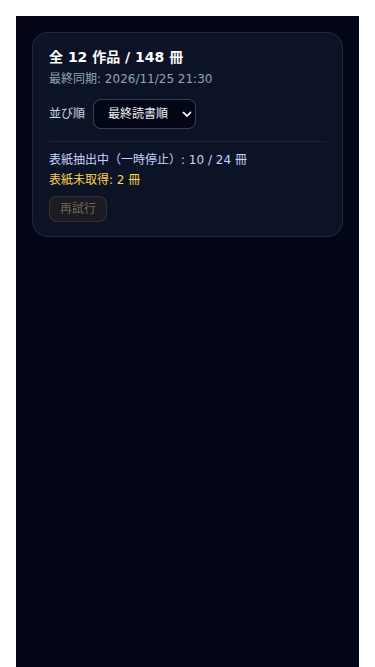 全 12 作品 / 148 冊
最終同期: 2026/11/25 21:30
並び順 最終読書順
表紙抽出中（一時停止）: 10 / 24 冊
表紙未取得: 2 冊
再試行